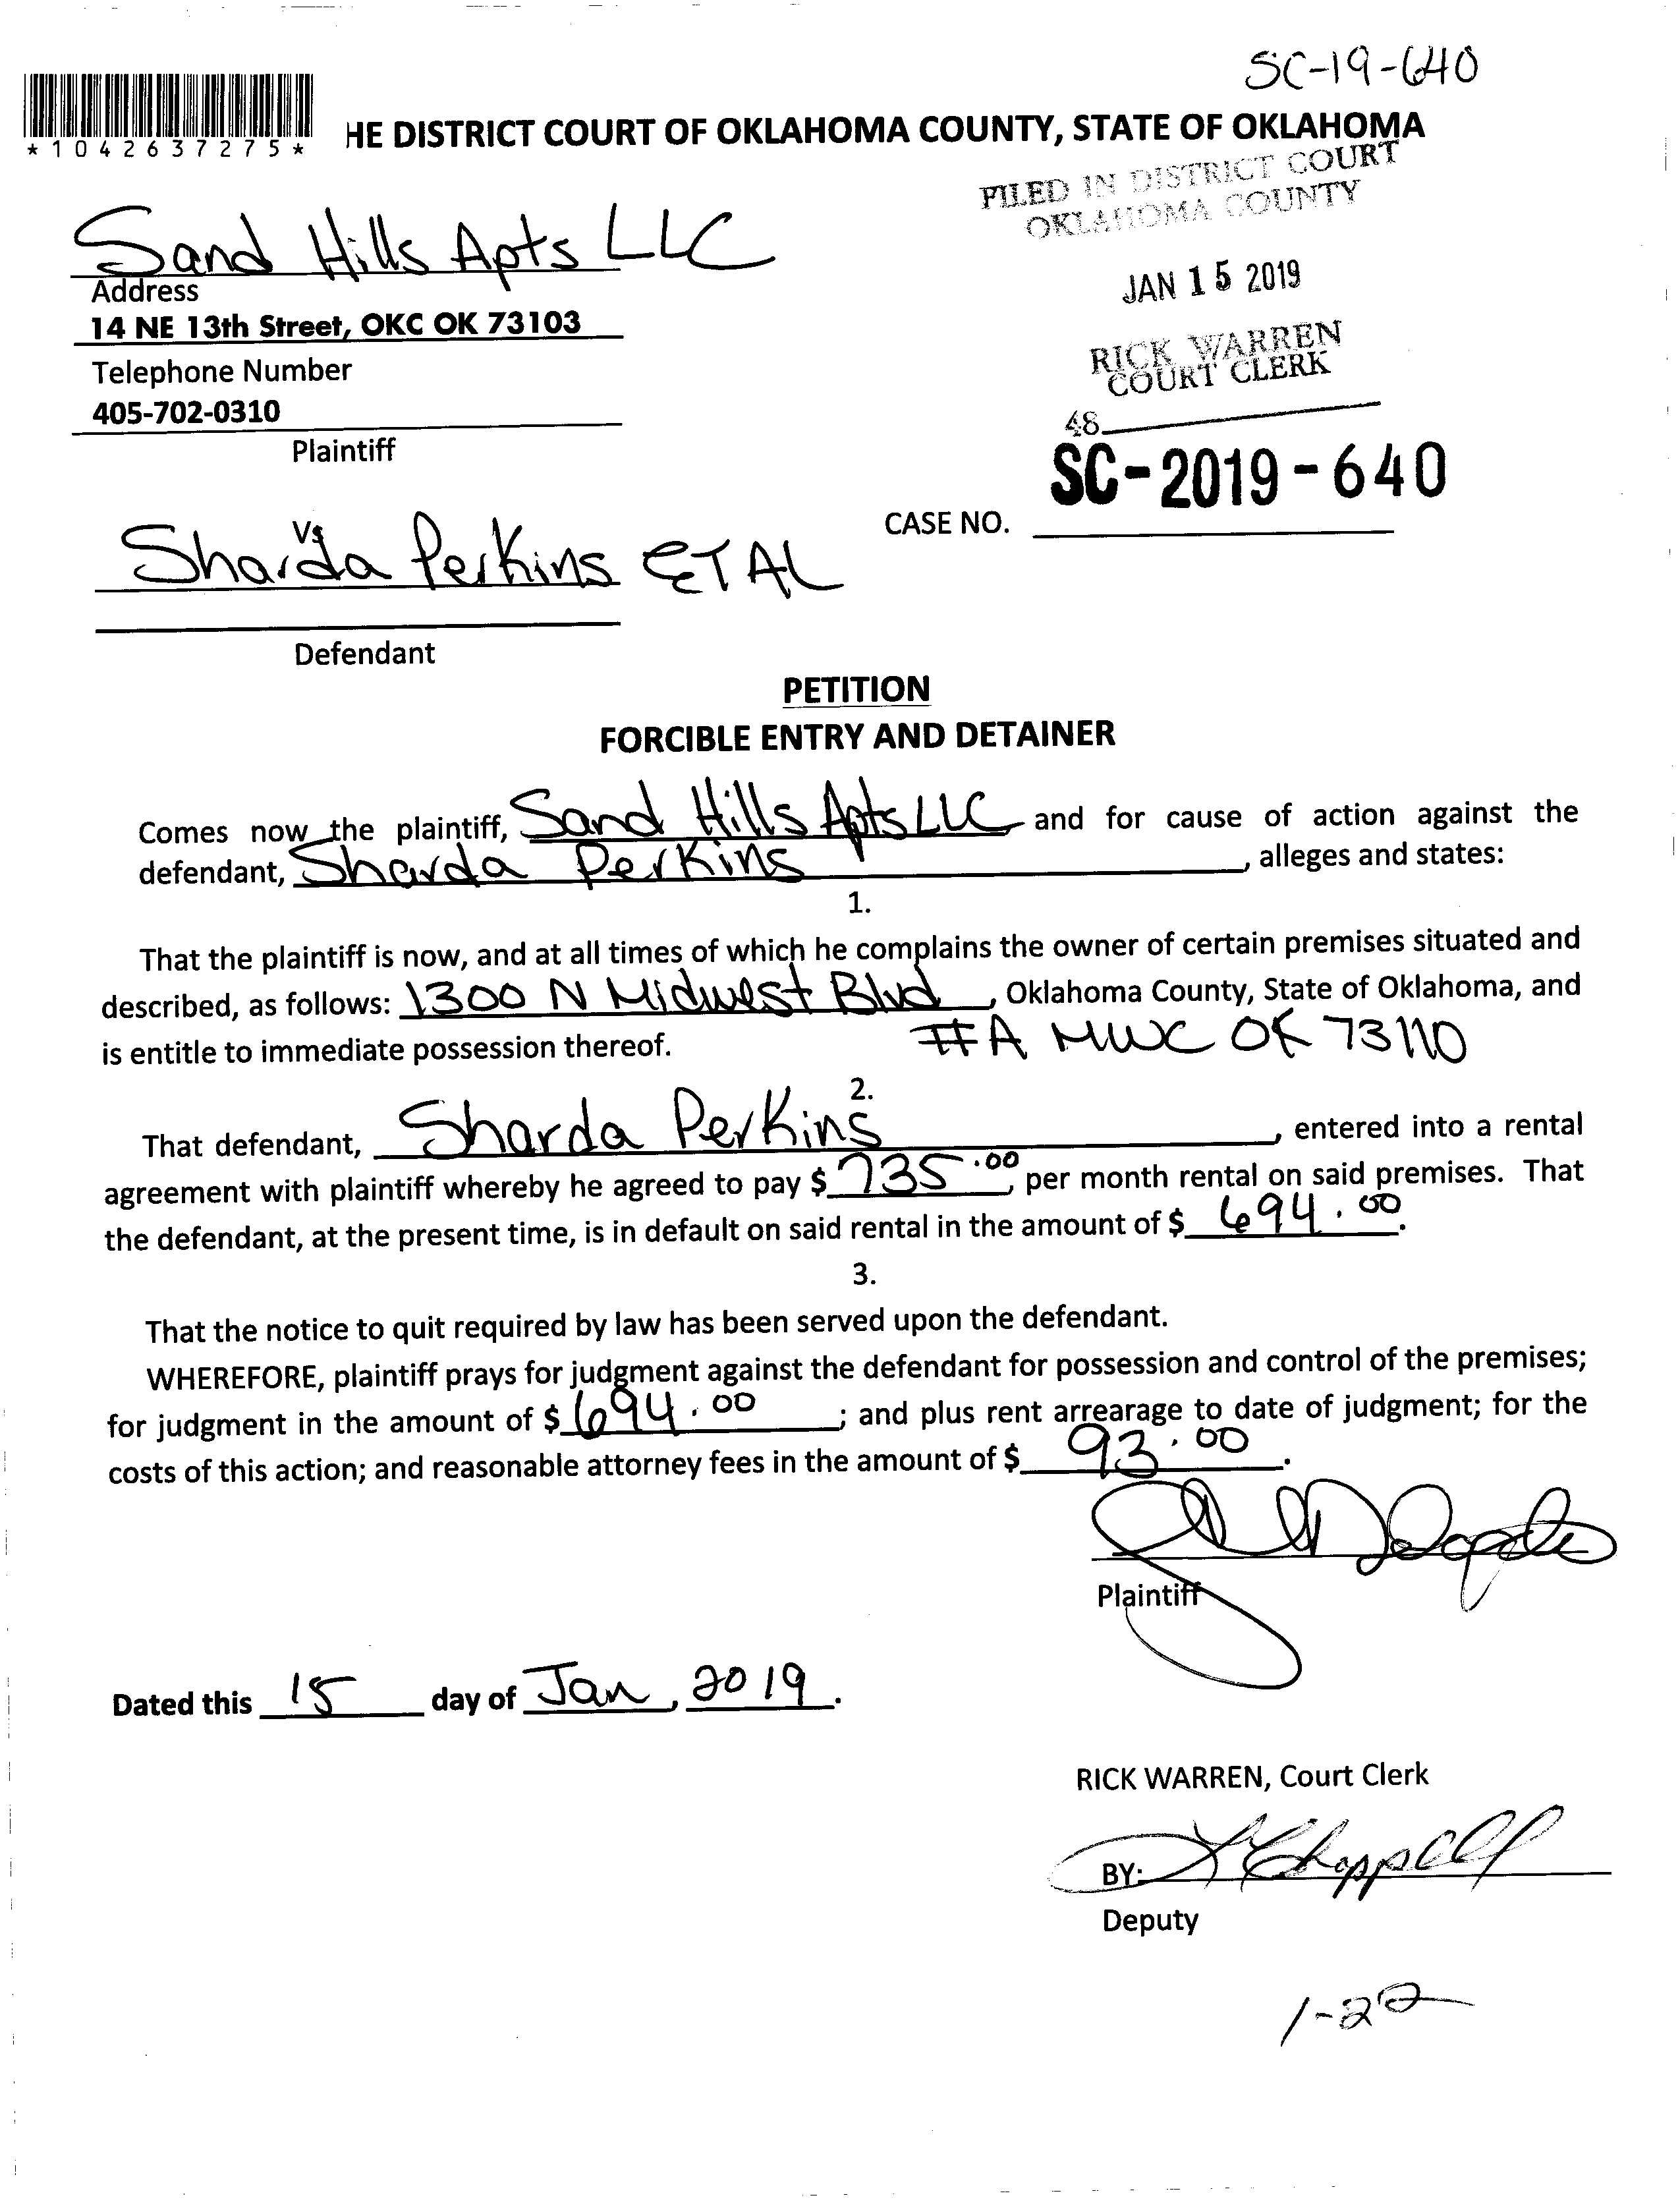 SC-19-640
*1042637275*
HE DISTRICT COURT OF OKLAHOMA COUNTY, STATE OF OKLAHOMA
FILED IN DISTRICT COURT
OKLAHOMA COUNTY
Sand Hills Apts LLC
Address
14 NE 13th Street, OKC OK 73103
JAN 15 2019
Telephone Number
405-702-0310
RICK WARREN
COURT CLERK
48
Plaintiff
SC-2019-640
CASE NO.
Vs
Sharda Perkins ETAL
Defendant
PETITION
FORCIBLE ENTRY AND DETAINER
Comes now the plaintiff, Sand Hills Apts LLC and for cause of action against the
defendant, Sharda Perkins, alleges and states:
1.
That the plaintiff is now, and at all times of which he complains the owner of certain premises situated and
described, as follows: 1300 N Midwest Blvd, Oklahoma County, State of Oklahoma, and
is entitle to immediate possession thereof. #A MWC OK 73110
2.
That defendant, Sharda Perkins, entered into a rental
agreement with plaintiff whereby he agreed to pay $ 735.00, per month rental on said premises. That
the defendant, at the present time, is in default on said rental in the amount of $ 694.00.
3.
That the notice to quit required by law has been served upon the defendant.
WHEREFORE, plaintiff prays for judgment against the defendant for possession and control of the premises;
for judgment in the amount of $ 694.00; and plus rent arrearage to date of judgment; for the
costs of this action; and reasonable attorney fees in the amount of $ 93.00.
Plaintiff
Dated this 15 day of Jan, 2019.
RICK WARREN, Court Clerk
BY: Chappell
Deputy
1-22